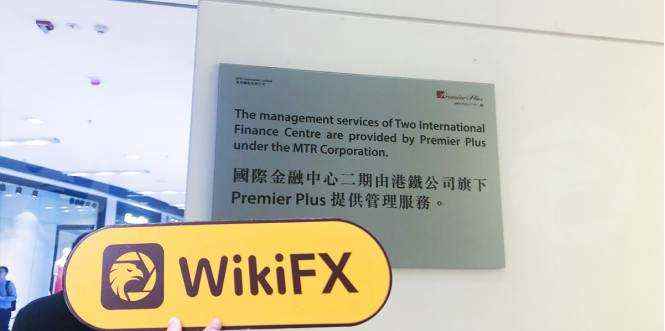 Premier Plus
The management services of Two International
Finance Centre are provided by Premier Plus
under the MTR Corporation.
國際金融中心二期由港鐵公司旗下
Premier Plus 提供管理服務。
WikiFX